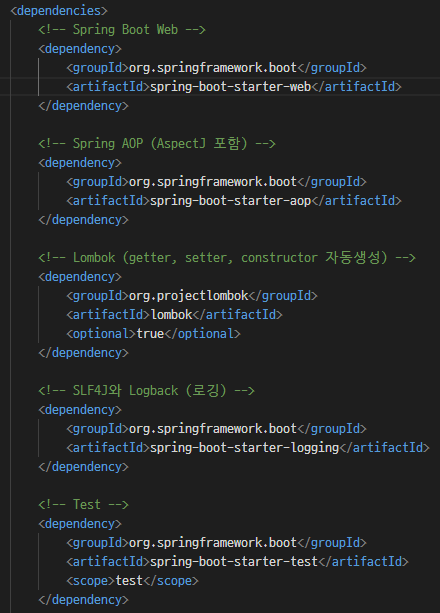 <dependencies>
<!-- Spring Boot Web -->
<dependency>
<groupId>org.springframework.boot</groupId>
<artifactId>spring-boot-starter-web</artifactId>
</dependency>
<!-- Spring AOP (AspectJ 포함) -->
<dependency>
<groupId>org.springframework.boot</groupId>
<artifactId>spring-boot-starter-aop</artifactId>
</dependency>
<!-- Lombok (getter, setter, constructor 자동생성) -->
<dependency>
<groupId>org.projectlombok</groupId>
<artifactId>lombok</artifactId>
<optional>true</optional>
</dependency>
<!-- SLF4J와 Logback (로깅) -->
<dependency>
<groupId>org.springframework.boot</groupId>
<artifactId>spring-boot-starter-logging</artifactId>
</dependency>
<!-- Test -->
<dependency>
<groupId>org.springframework.boot</groupId>
<artifactId>spring-boot-starter-test</artifactId>
<scope>test</scope>
</dependency>